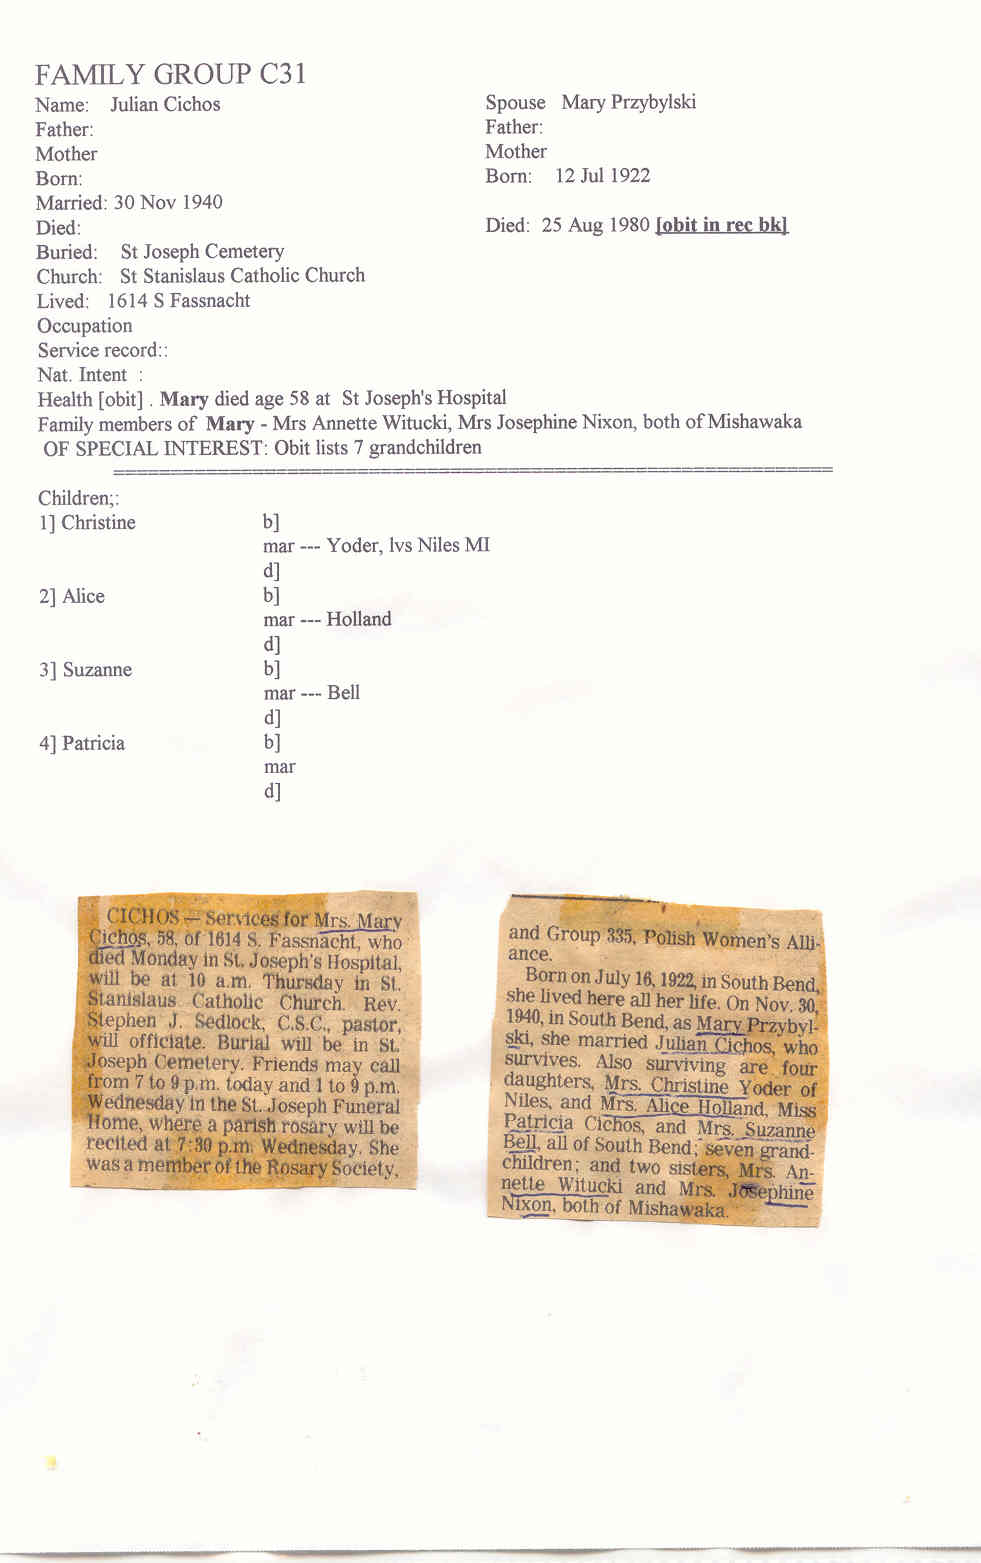 FAMILY GROUP C31
Name: Julian Cichos
Father:
Mother
Born:
Married: 30 Nov 1940
Died:
Buried: St Joseph Cemetery
Church: St Stanislaus Catholic Church
Lived: 1614 S Fassnacht
Occupation
Service record::
Nat. Intent :
Spouse Mary Przybylski
Father:
Mother
Born: 12 Jul 1922
Died: 25 Aug 1980 [obit in rec bk]
Health [obit] . Mary died age 58 at St Joseph's Hospital
Family members of Mary - Mrs Annette Witucki, Mrs Josephine Nixon, both of Mishawaka
OF SPECIAL INTEREST: Obit lists 7 grandchildren
Children;:
1] Christine b]
mar --- Yoder, lvs Niles MI
d]
2] Alice b]
mar --- Holland
d]
3] Suzanne b]
mar --- Bell
d]
4] Patricia b]
mar
d]
CICHOS — Services for Mrs. Mary
Cichos, 58, of 1614 S. Fassnacht, who
died Monday in St. Joseph's Hospital,
will be at 10 a.m. Thursday in St.
Stanislaus Catholic Church. Rev.
Stephen J. Sedlock, C.S.C., pastor,
will officiate. Burial will be in St.
Joseph Cemetery. Friends may call
from 7 to 9 p.m. today and 1 to 9 p.m.
Wednesday in the St. Joseph Funeral
Home, where a parish rosary will be
recited at 7:30 p.m. Wednesday. She
was a member of the Rosary Society,
and Group 335, Polish Women's Alli-
ance.
Born on July 16, 1922, in South Bend,
she lived here all her life. On Nov. 30,
1940, in South Bend, as Mary Przybyl-
ski, she married Julian Cichos, who
survives. Also surviving are four
daughters, Mrs. Christine Yoder of
Niles, and Mrs. Alice Holland, Miss
Patricia Cichos, and Mrs. Suzanne
Bell, all of South Bend; seven grand-
children; and two sisters, Mrs. An-
nette Witucki and Mrs. Josephine
Nixon, both of Mishawaka.